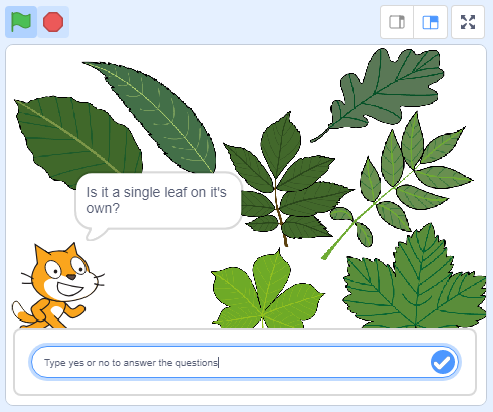 Is it a single leaf on it's
own?
Type yes or no to answer the questions